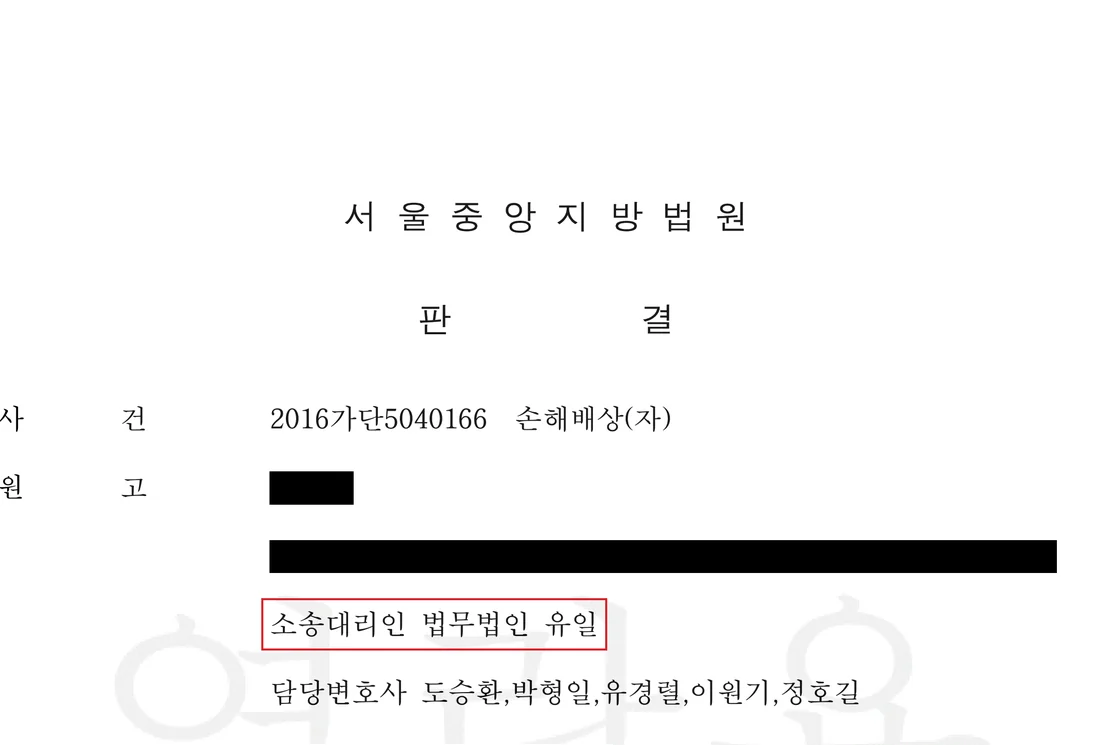 서울중앙지방법원
판 결
사 건 2016가단5040166 손해배상(자)
원 고
소송대리인 법무법인 유일
담당변호사 도승환,박형일,유경렬,이원기,정호길